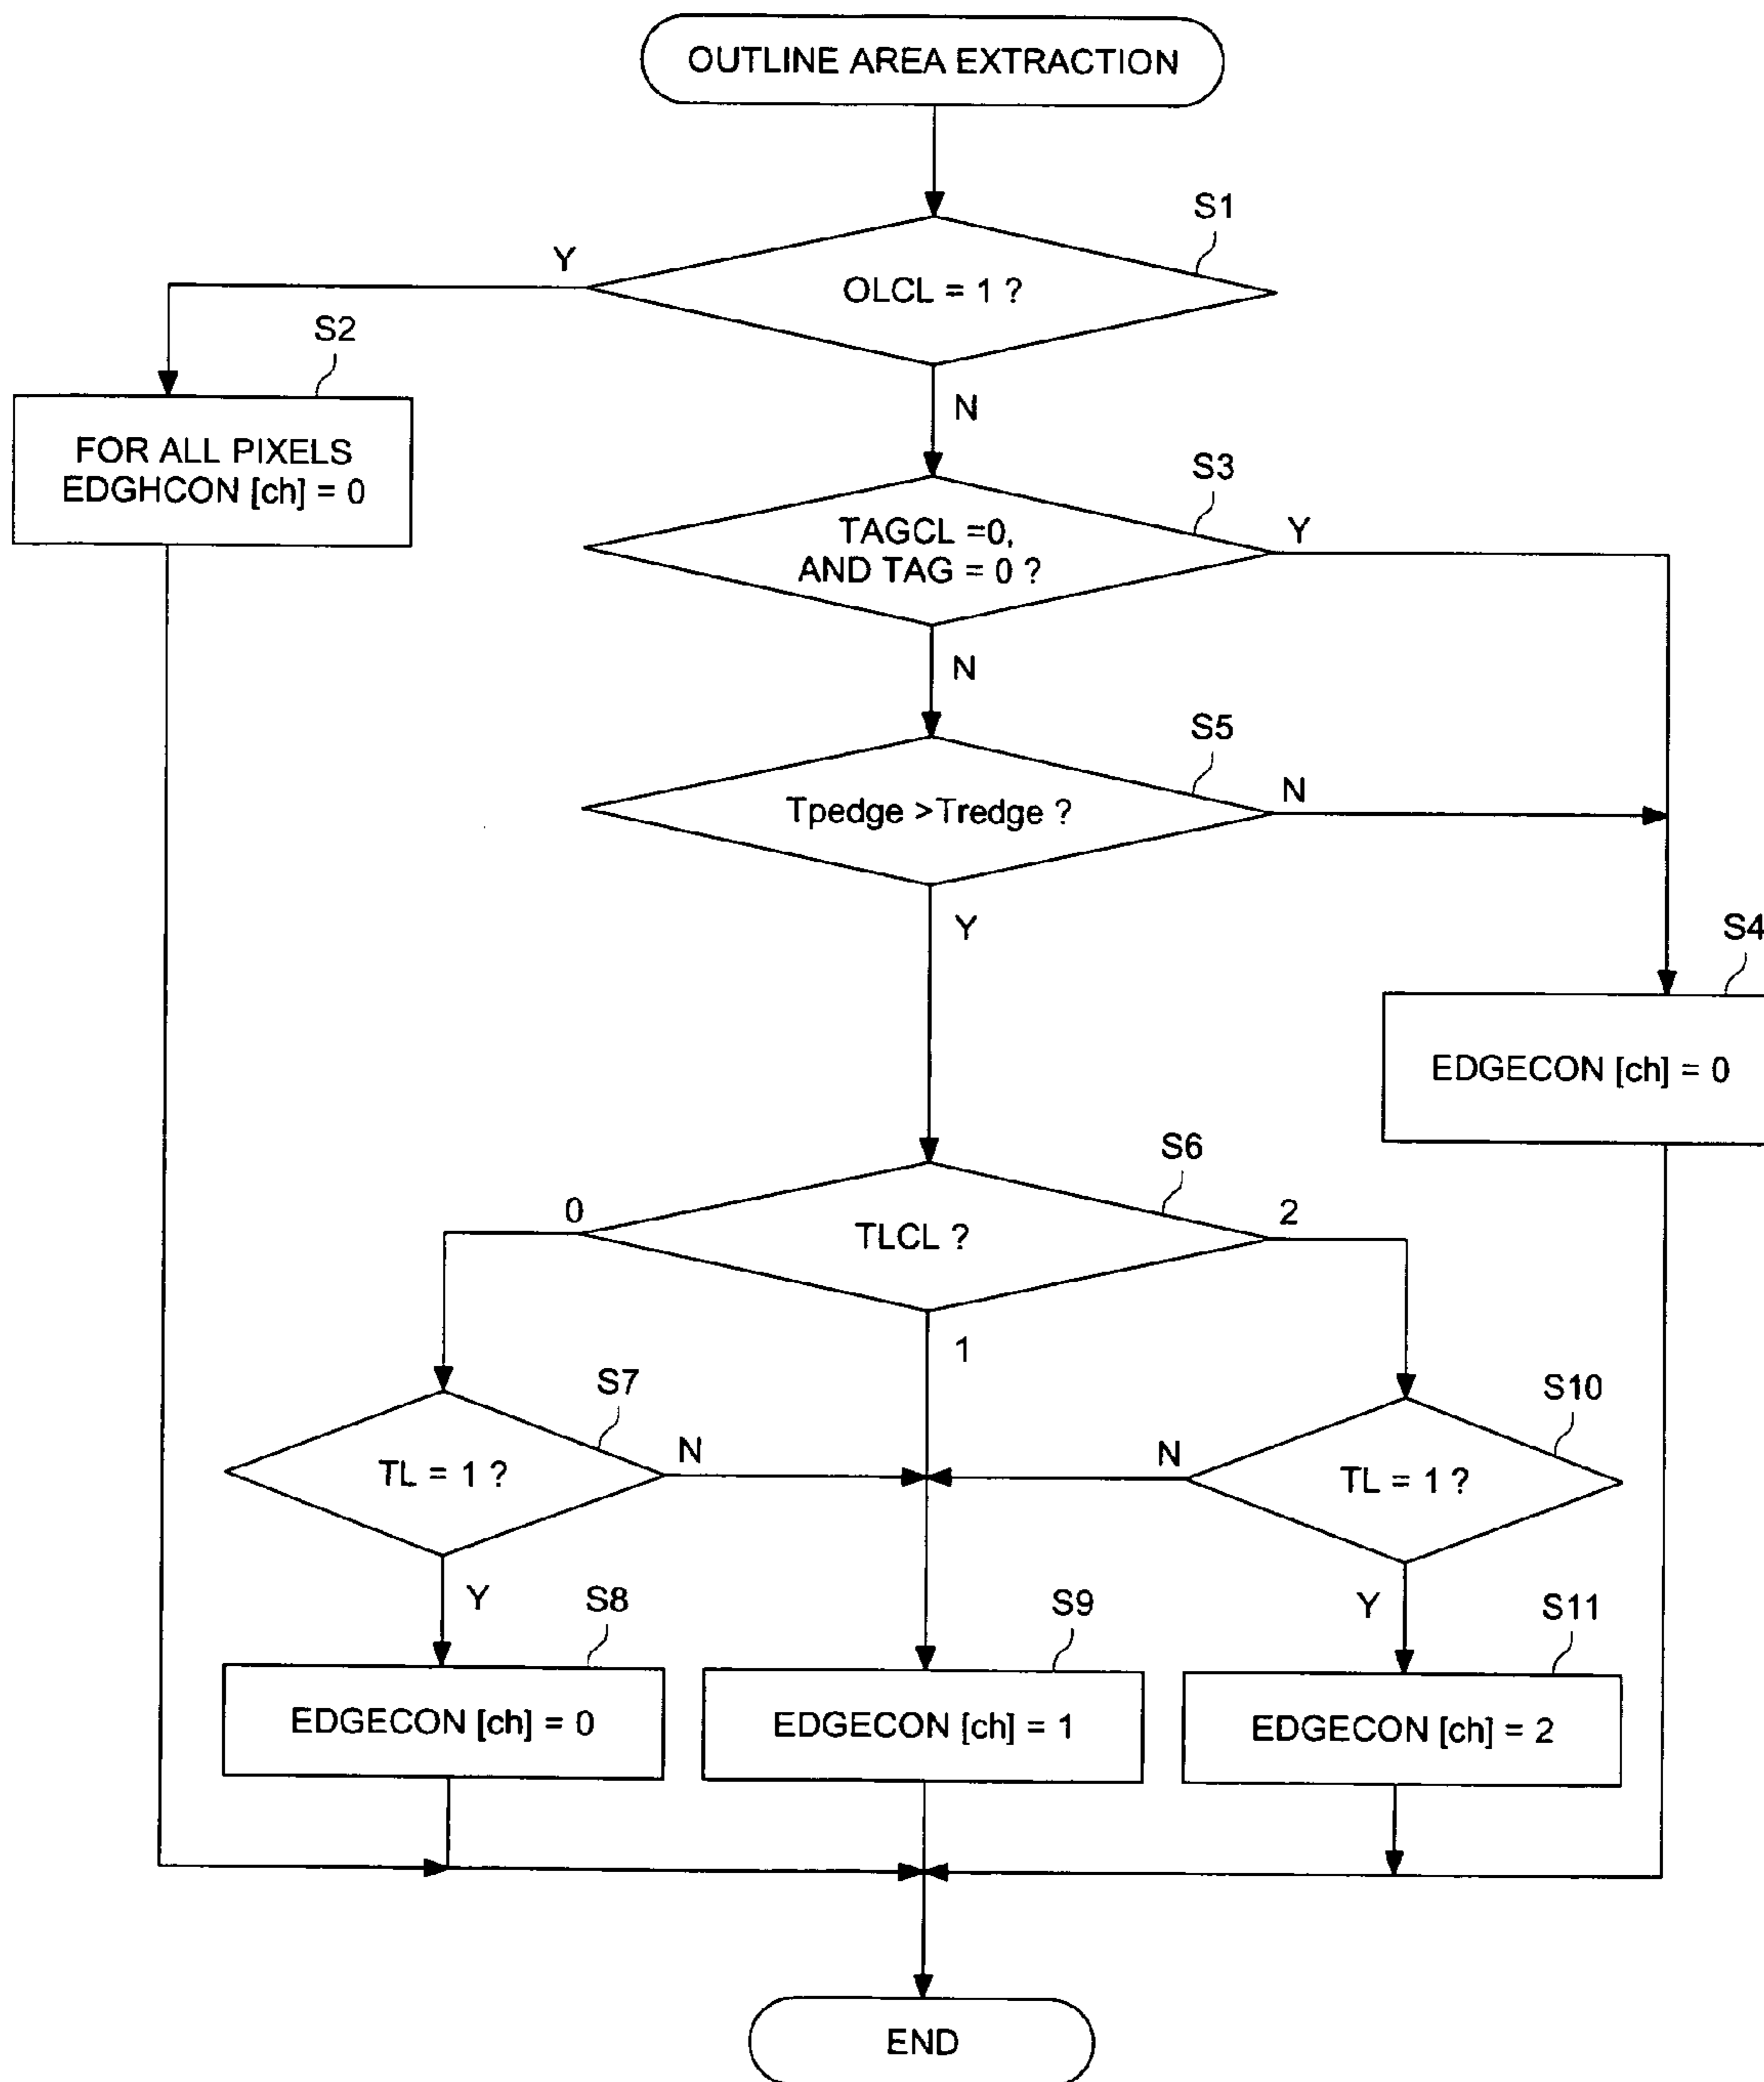 OUTLINE AREA EXTRACTION
S1
Y
OLCL = 1 ?
S2
N
FOR ALL PIXELS
EDGHCON [ch] = 0
S3
TAGCL =0,
AND TAG = 0 ?
Y
N
S5
Tpedge >Tredge ?
N
Y
S4
EDGECON [ch] = 0
S6
0
TLCL ?
2
1
S7
TL = 1 ?
N
S10
N
TL = 1 ?
Y
S8
S9
Y
S11
EDGECON [ch] = 0
EDGECON [ch] = 1
EDGECON [ch] = 2
END